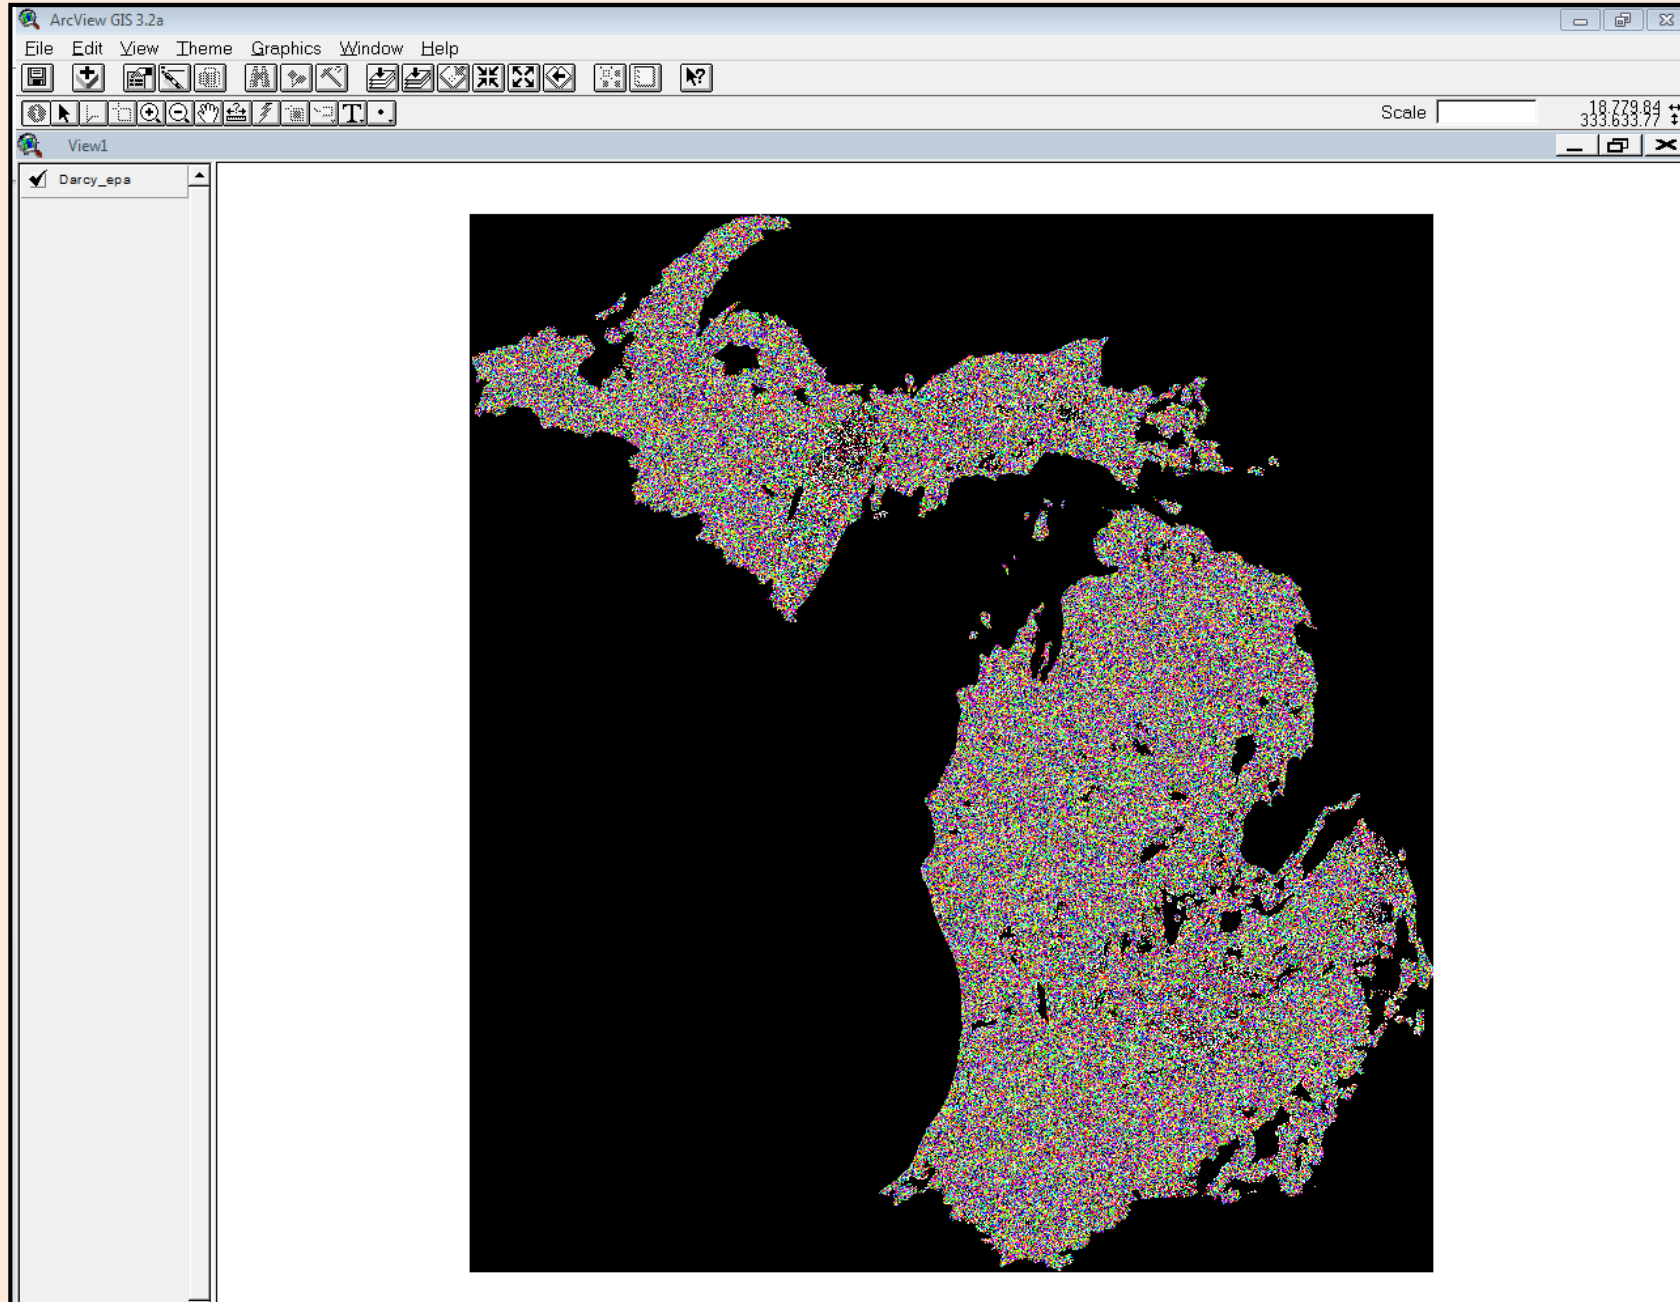 ArcView GIS 3.2a
File Edit View Theme Graphics Window Help
Scale
18,779.84
333,633.77
View1
Darcy_epa